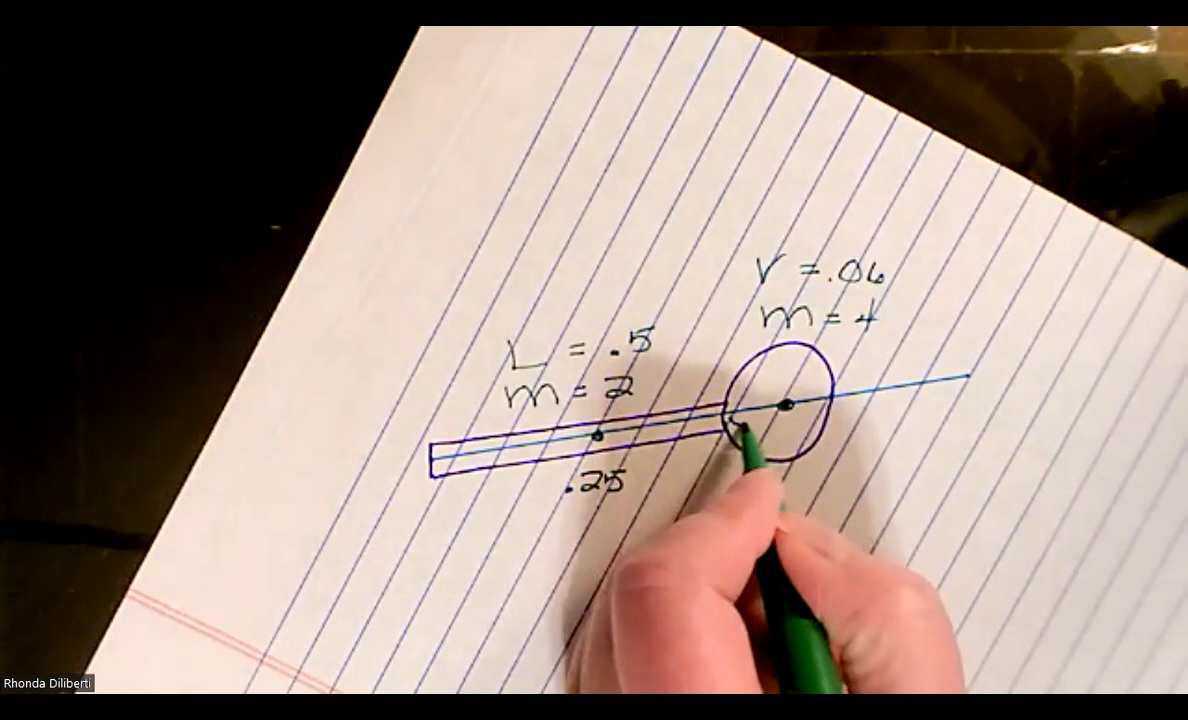 r = .06
m = 4
L = .5
m = 2
.25
Rhonda Diliberti